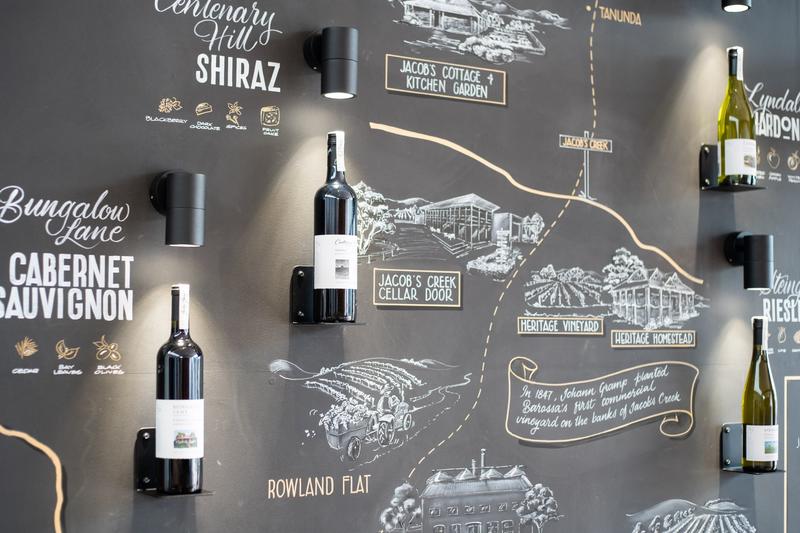 Centenary
Hill
SHIRAZ
BLACKBERRY
DARK
CHOCOLATE
SPICES
FRUIT
CAKE
Bungalow
Lane
CABERNET
SAUVIGNON
CEDAR
BAY
LEAVES
BLACK
OLIVES
TANUNDA
JACOB'S COTTAGE +
KITCHEN GARDEN
JACOB'S CREEK
JACOB'S CREEK
CELLAR DOOR
HERITAGE VINEYARD
HERITAGE HOMESTEAD
In 1847, Johann Gramp planted
Barossa's first commercial
vineyard on the banks of Jacobs Creek
ROWLAND FLAT
Lyndal
HARDON
RIESL